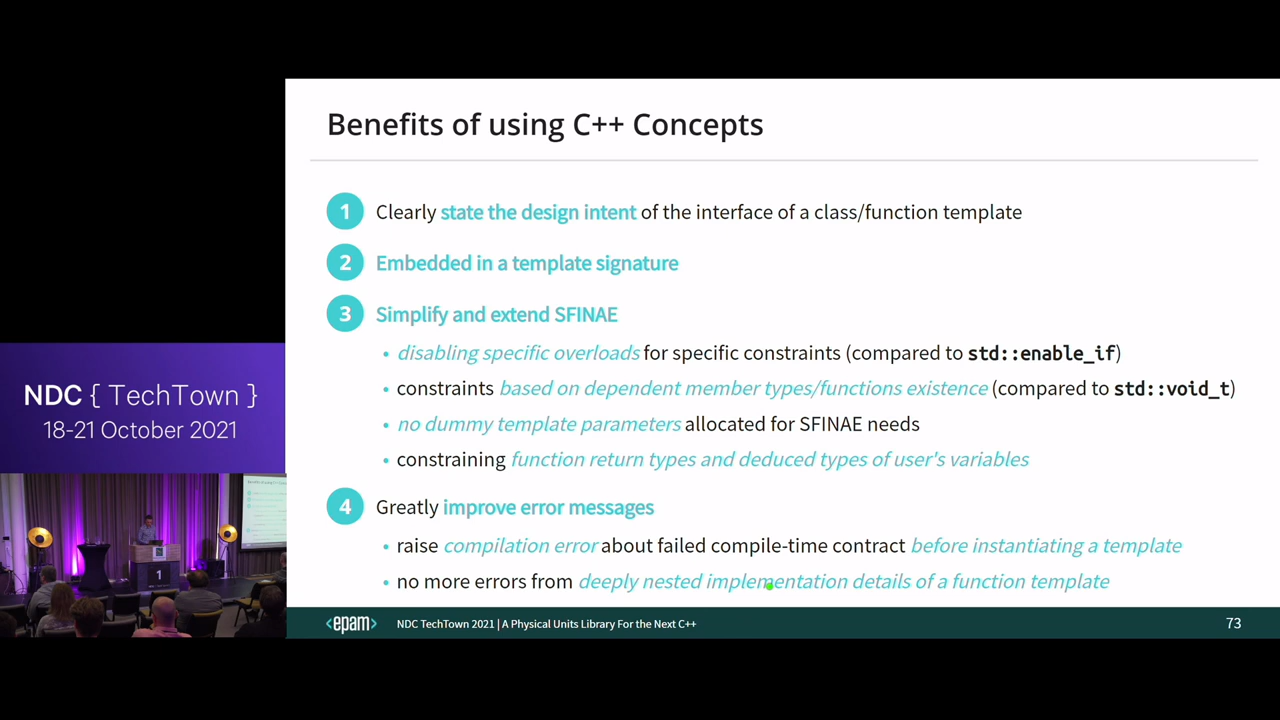 Benefits of using C++ Concepts
1 Clearly state the design intent of the interface of a class/function template
2 Embedded in a template signature
3 Simplify and extend SFINAE
• disabling specific overloads for specific constraints (compared to std::enable_if)
• constraints based on dependent member types/functions existence (compared to std::void_t)
• no dummy template parameters allocated for SFINAE needs
• constraining function return types and deduced types of user's variables
4 Greatly improve error messages
• raise compilation error about failed compile-time contract before instantiating a template
• no more errors from deeply nested implementation details of a function template
<epam> NDC TechTown 2021 | A Physical Units Library For the Next C++ 73
NDC { TechTown }
18-21 October 2021
Benefits of using C++
1